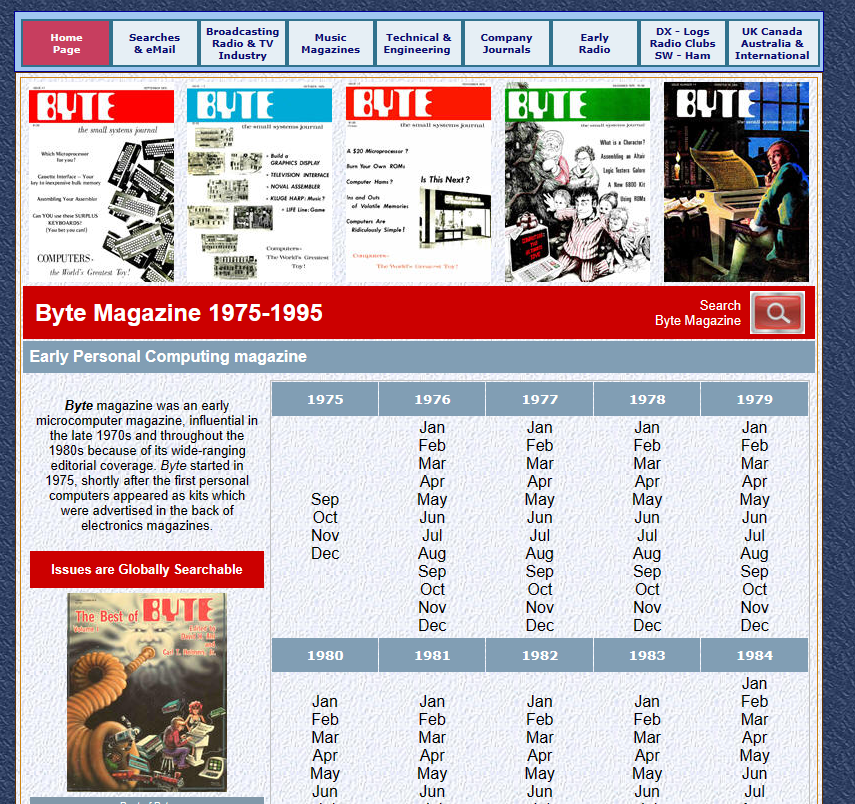 Home
Page
Searches
& eMail
Broadcasting
Radio & TV
Industry
Music
Magazines
Technical &
Engineering
Company
Journals
Early
Radio
DX - Logs
Radio Clubs
SW - Ham
UK Canada
Australia &
International
BYTE
the small systems journal
Which Microprocessor
for you?
Cassette Interface - Your
key to inexpensive bulk memory
Assembling Your Assembler
Can YOU use these SURPLUS
KEYBOARDS?
(You bet you can!)
COMPUTERS-
the World's Greatest Toy!
BYTE
the small systems journal
• Build a
GRAPHICS DISPLAY
• TELEVISION INTERFACE
• NOVAL ASSEMBLER
• KLUGE HARP: Music?
• LIFE Line: Game
Computers-
The World's Greatest
Toy!
BYTE
the small systems journal
A $20 Microprocessor ?
Burn Your Own ROMs
Computer Hams?
Ins and Outs
of Volatile Memories
Computers Are
Ridiculously Simple!
Is This Next ?
Computers-
The World's Greatest Toy!
BYTE
the small systems journal
What is a Character?
Assembling an Altair
Logic Testers Galore
A New 6800 Kit
Using ROMs
COMPUTERS
THE
ULTIMATE
TOY!
BYTE
the small systems journal
Byte Magazine 1975-1995
Search
Byte Magazine
Early Personal Computing magazine
Byte magazine was an early
microcomputer magazine, influential in
the late 1970s and throughout the
1980s because of its wide-ranging
editorial coverage. Byte started in
1975, shortly after the first personal
computers appeared as kits which
were advertised in the back of
electronics magazines.
Issues are Globally Searchable
The Best of BYTE
Volume 1
Edited by
and
1975 1976 1977 1978 1979
Jan Jan Jan Jan
Feb Feb Feb Feb
Mar Mar Mar Mar
Apr Apr Apr Apr
Sep May May May May
Oct Jun Jun Jun Jun
Nov Jul Jul Jul Jul
Dec Aug Aug Aug Aug
Sep Sep Sep Sep
Oct Oct Oct Oct
Nov Nov Nov Nov
Dec Dec Dec Dec
1980 1981 1982 1983 1984
Jan
Jan Jan Jan Jan Feb
Feb Feb Feb Feb Mar
Mar Mar Mar Mar Apr
Apr Apr Apr Apr May
May May May May Jun
Jun Jun Jun Jun Jul